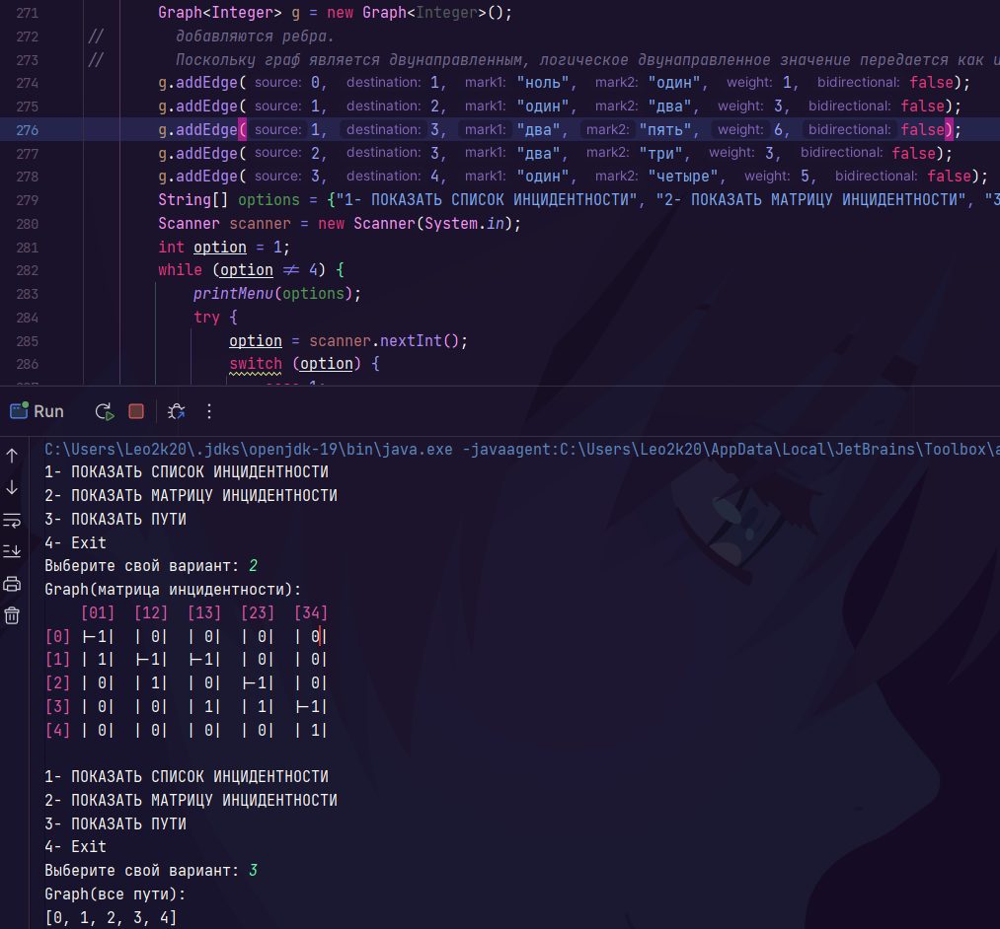 271 Graph<Integer> g = new Graph<Integer>();
272 // добавляются ребра.
273 // Поскольку граф является двунаправленным, логическое двунаправленное значение передается как
274 g.addEdge( source: 0, destination: 1, mark1: "ноль", mark2: "один", weight: 1, bidirectional: false);
275 g.addEdge( source: 1, destination: 2, mark1: "один", mark2: "два", weight: 3, bidirectional: false);
276 g.addEdge( source: 1, destination: 3, mark1: "два", mark2: "пять", weight: 6, bidirectional: false);
277 g.addEdge( source: 2, destination: 3, mark1: "два", mark2: "три", weight: 3, bidirectional: false);
278 g.addEdge( source: 3, destination: 4, mark1: "один", mark2: "четыре", weight: 5, bidirectional: false);
279 String[] options = {"1- ПОКАЗАТЬ СПИСОК ИНЦИДЕНТНОСТИ", "2- ПОКАЗАТЬ МАТРИЦУ ИНЦИДЕНТНОСТИ", "3
280 Scanner scanner = new Scanner(System.in);
281 int option = 1;
282 while (option ≠ 4) {
283 printMenu(options);
284 try {
285 option = scanner.nextInt();
286 switch (option) {
Run
C:\Users\Leo2k20\.jdks\openjdk-19\bin\java.exe -javaagent:C:\Users\Leo2k20\AppData\Local\JetBrains\Toolbox\
1- ПОКАЗАТЬ СПИСОК ИНЦИДЕНТНОСТИ
2- ПОКАЗАТЬ МАТРИЦУ ИНЦИДЕНТНОСТИ
3- ПОКАЗАТЬ ПУТИ
4- Exit
Выберите свой вариант: 2
Graph(матрица инцидентности):
[01] [12] [13] [23] [34]
[0] |-1| | 0| | 0| | 0| | 0|
[1] | 1| |-1| |-1| | 0| | 0|
[2] | 0| | 1| | 0| |-1| | 0|
[3] | 0| | 0| | 1| | 1| |-1|
[4] | 0| | 0| | 0| | 0| | 1|
1- ПОКАЗАТЬ СПИСОК ИНЦИДЕНТНОСТИ
2- ПОКАЗАТЬ МАТРИЦУ ИНЦИДЕНТНОСТИ
3- ПОКАЗАТЬ ПУТИ
4- Exit
Выберите свой вариант: 3
Graph(все пути):
[0, 1, 2, 3, 4]